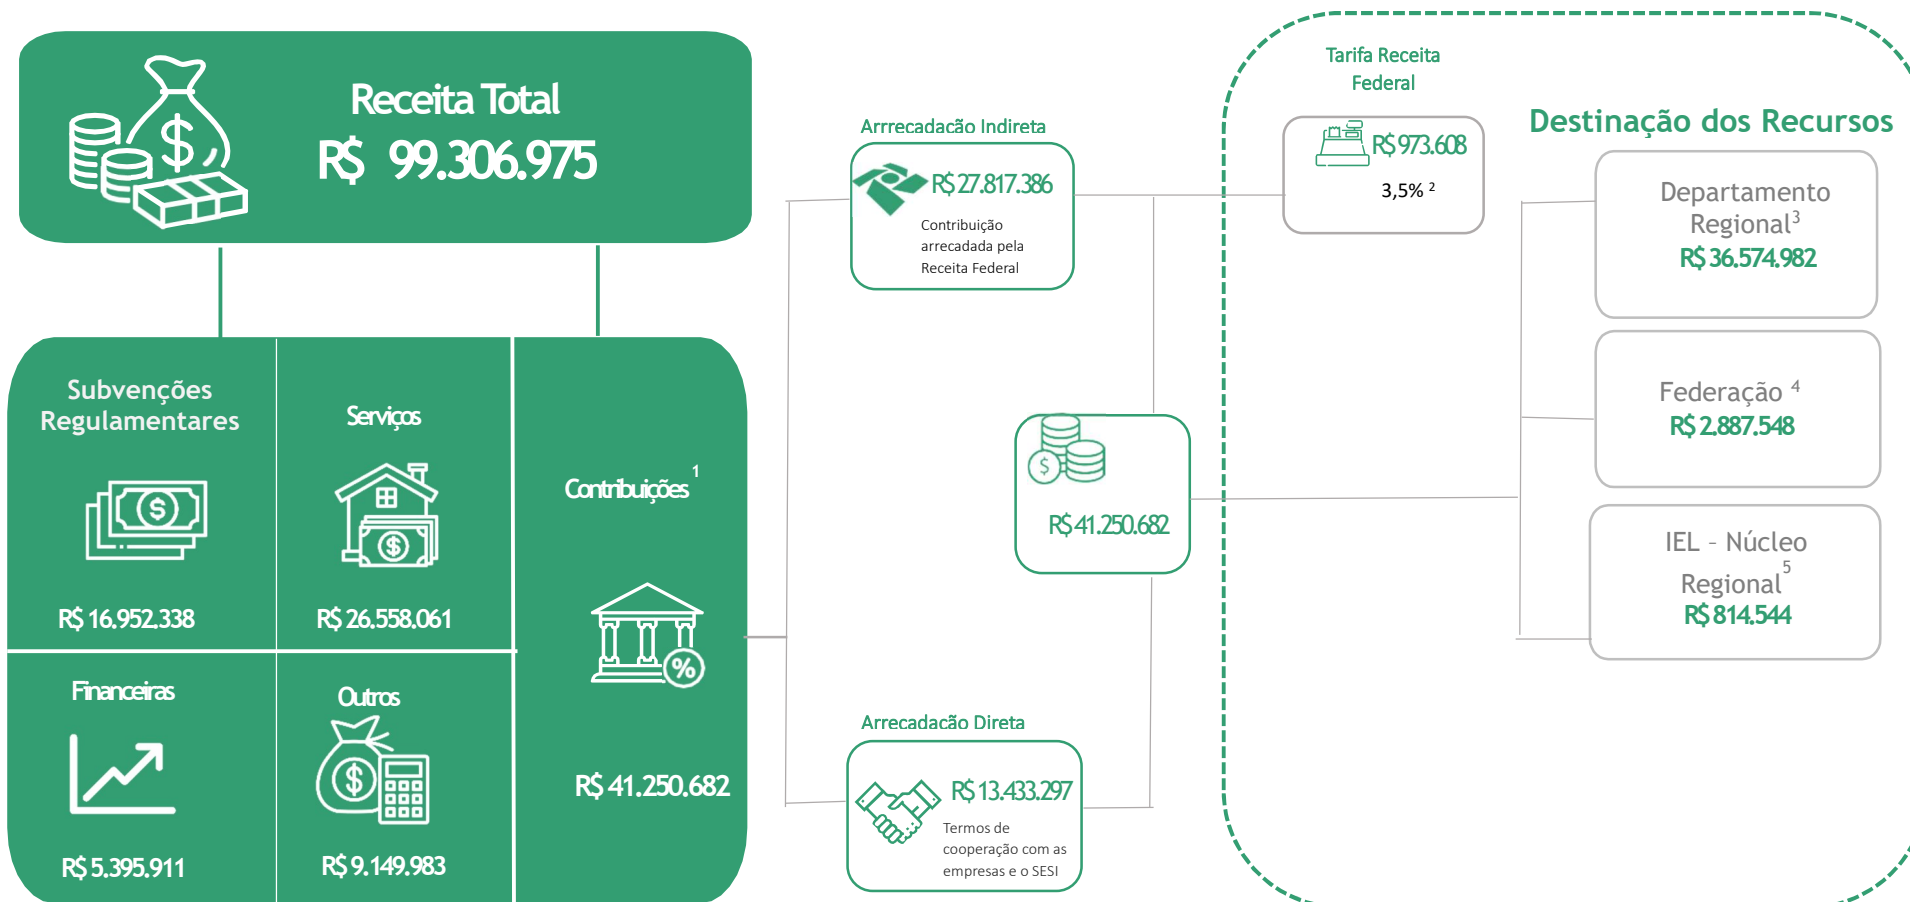 Receita Total
R$ 99.306.975
Subvenções
Regulamentares
R$ 16.952.338
Serviços
R$ 26.558.061
Contribuições 1
R$ 41.250.682
Financeiras
R$ 5.395.911
Outros
R$ 9.149.983
Arrrecadacão Indireta
R$ 27.817.386
Contribuição
arrecadada pela
Receita Federal
R$ 41.250.682
Arrecadacão Direta
R$ 13.433.297
Termos de
cooperação com as
empresas e o SESI
Tarifa Receita
Federal
R$ 973.608
3,5% 2
Destinação dos Recursos
Departamento
Regional3
R$ 36.574.982
Federação 4
R$ 2.887.548
IEL – Núcleo
Regional5
R$ 814.544